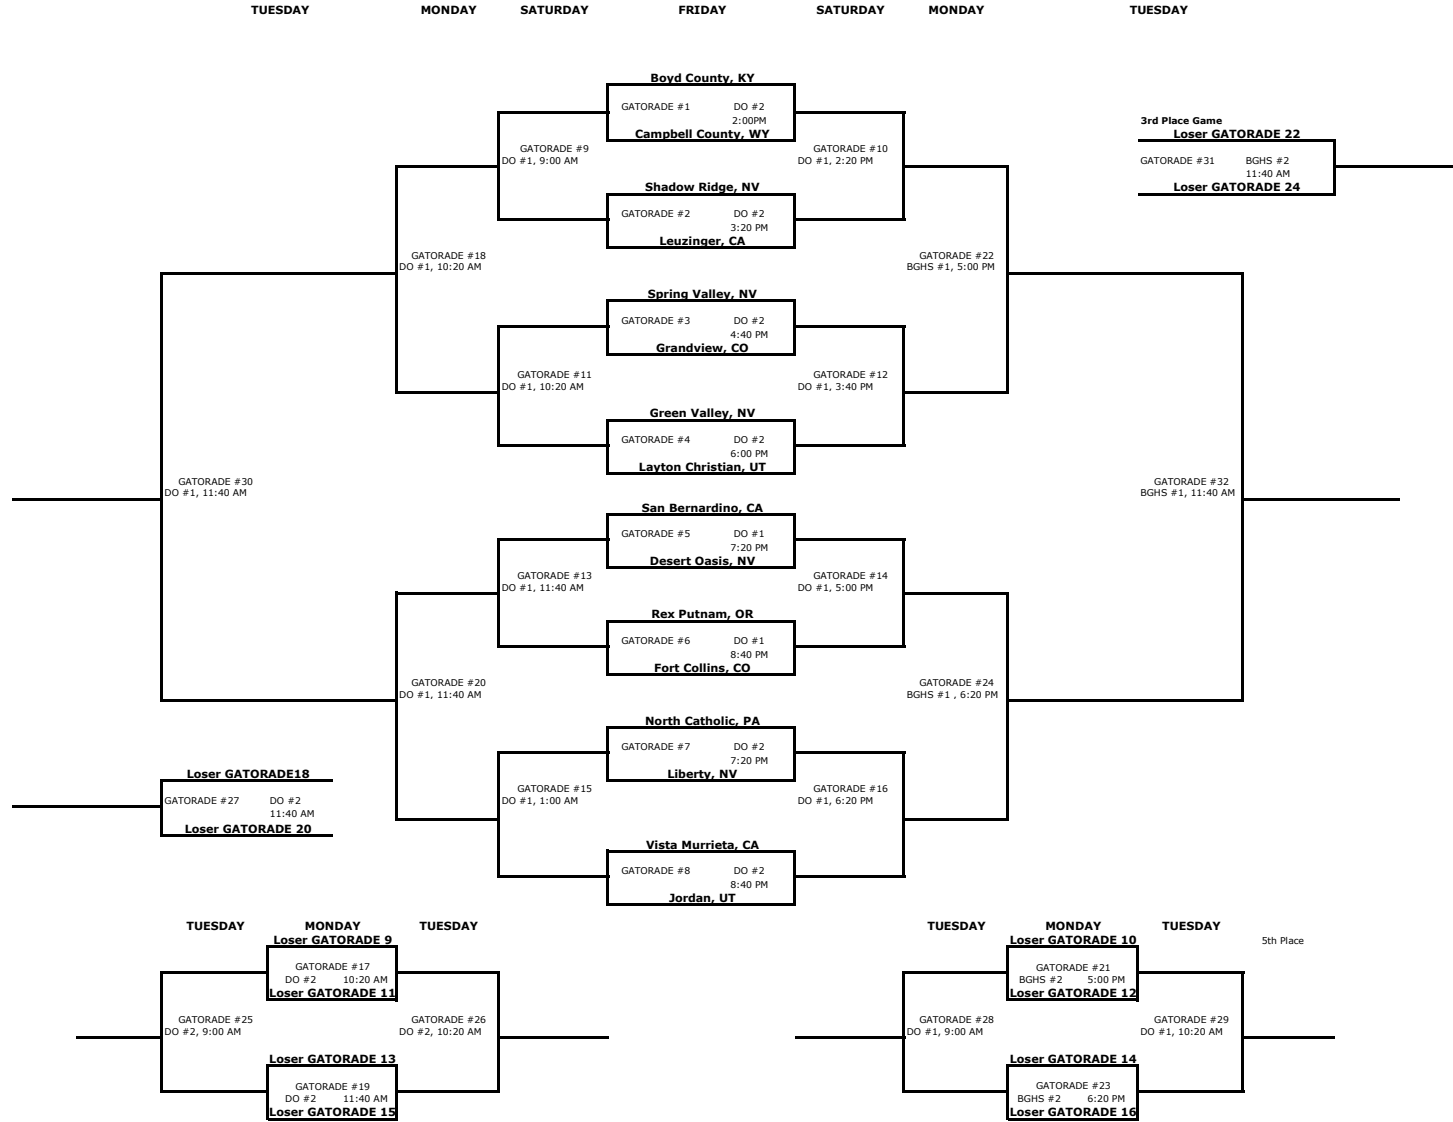 TUESDAY MONDAY SATURDAY FRIDAY SATURDAY MONDAY TUESDAY
Boyd County, KY
GATORADE #1 DO #2
2:00PM
Campbell County, WY
3rd Place Game
Loser GATORADE 22
GATORADE #9
DO #1, 9:00 AM
GATORADE #10
DO #1, 2:20 PM
GATORADE #31 BGHS #2
11:40 AM
Loser GATORADE 24
Shadow Ridge, NV
GATORADE #2 DO #2
3:20 PM
Leuzinger, CA
GATORADE #18
DO #1, 10:20 AM
GATORADE #22
BGHS #1, 5:00 PM
Spring Valley, NV
GATORADE #3 DO #2
4:40 PM
Grandview, CO
GATORADE #11
DO #1, 10:20 AM
GATORADE #12
DO #1, 3:40 PM
Green Valley, NV
GATORADE #4 DO #2
6:00 PM
Layton Christian, UT
GATORADE #30
DO #1, 11:40 AM
GATORADE #32
BGHS #1, 11:40 AM
San Bernardino, CA
GATORADE #5 DO #1
7:20 PM
Desert Oasis, NV
GATORADE #13
DO #1, 11:40 AM
GATORADE #14
DO #1, 5:00 PM
Rex Putnam, OR
GATORADE #6 DO #1
8:40 PM
Fort Collins, CO
GATORADE #20
DO #1, 11:40 AM
GATORADE #24
BGHS #1 , 6:20 PM
North Catholic, PA
GATORADE #7 DO #2
7:20 PM
Liberty, NV
Loser GATORADE18
GATORADE #27 DO #2
11:40 AM
Loser GATORADE 20
GATORADE #15
DO #1, 1:00 AM
GATORADE #16
DO #1, 6:20 PM
Vista Murrieta, CA
GATORADE #8 DO #2
8:40 PM
Jordan, UT
TUESDAY MONDAY TUESDAY
Loser GATORADE 9
GATORADE #17
DO #2 10:20 AM
Loser GATORADE 11
GATORADE #25
DO #2, 9:00 AM
GATORADE #26
DO #2, 10:20 AM
Loser GATORADE 13
GATORADE #19
DO #2 11:40 AM
Loser GATORADE 15
TUESDAY MONDAY TUESDAY
Loser GATORADE 10
5th Place
GATORADE #21
BGHS #2 5:00 PM
Loser GATORADE 12
GATORADE #28
DO #1, 9:00 AM
GATORADE #29
DO #1, 10:20 AM
Loser GATORADE 14
GATORADE #23
BGHS #2 6:20 PM
Loser GATORADE 16